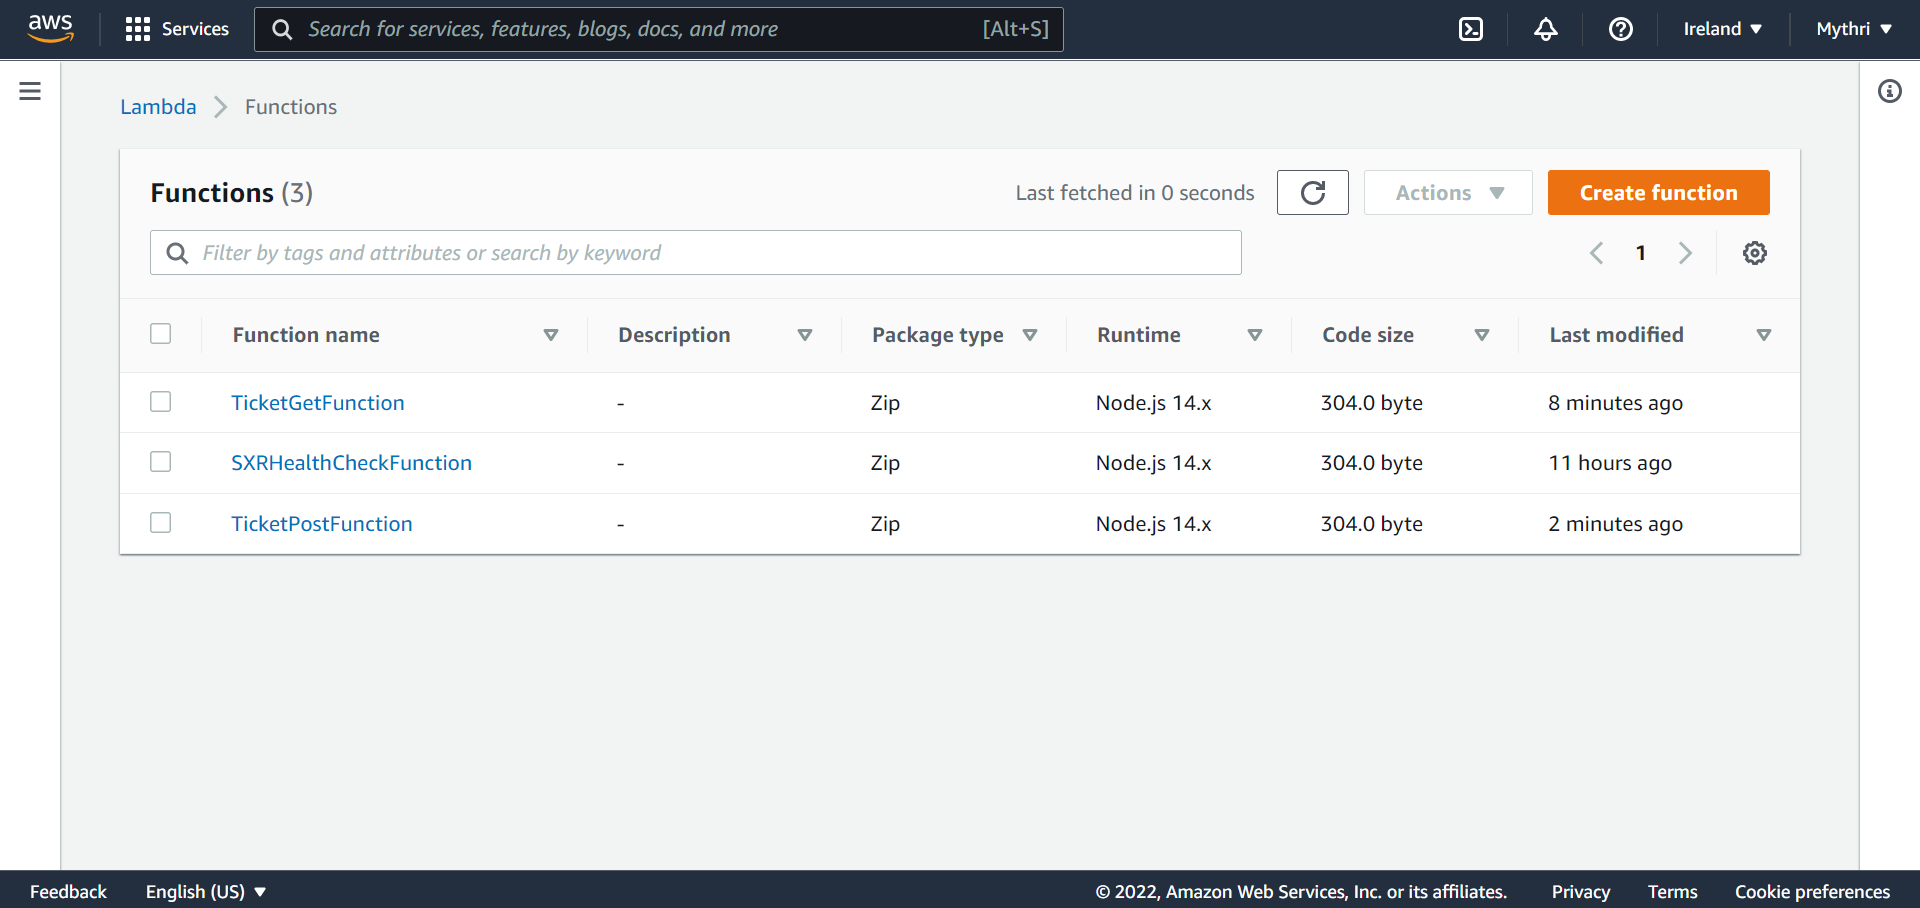 aws Services Search for services, features, blogs, docs, and more [Alt+S] Ireland ▼ Mythri ▼
Lambda > Functions
Functions (3) Last fetched in 0 seconds Actions ▼ Create function
Filter by tags and attributes or search by keyword 1
Function name Description Package type Runtime Code size Last modified
TicketGetFunction - Zip Node.js 14.x 304.0 byte 8 minutes ago
SXRHealthCheckFunction - Zip Node.js 14.x 304.0 byte 11 hours ago
TicketPostFunction - Zip Node.js 14.x 304.0 byte 2 minutes ago
Feedback English (US) ▼ © 2022, Amazon Web Services, Inc. or its affiliates. Privacy Terms Cookie preferences